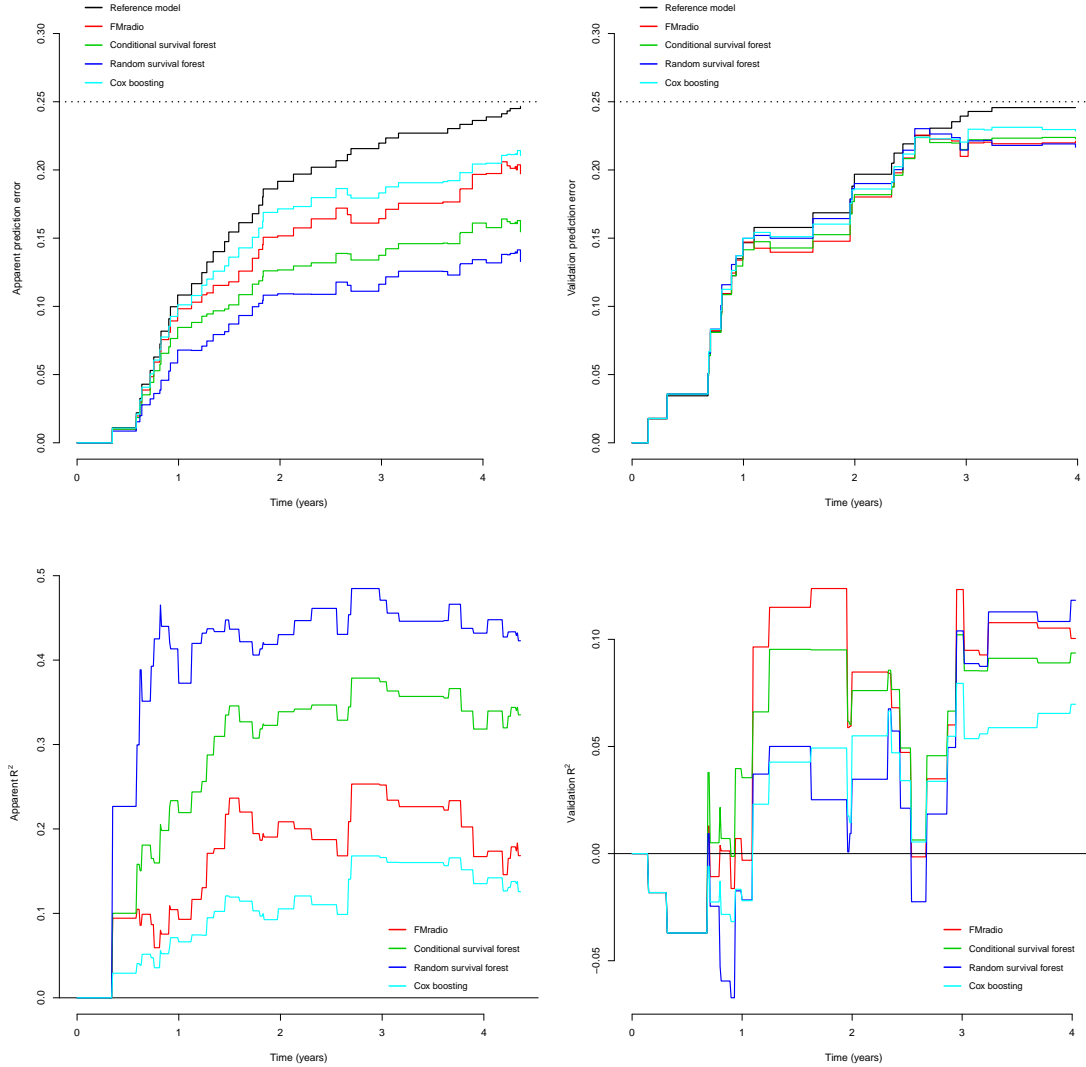 Reference model
FMradio
Conditional survival forest
Random survival forest
Cox boosting
0.30
0.25
0.20
0.15
0.10
0.05
0.00
Apparent prediction error
0 1 2 3 4
Time (years)
Reference model
FMradio
Conditional survival forest
Random survival forest
Cox boosting
0.30
0.25
0.20
0.15
0.10
0.05
0.00
Validation prediction error
0 1 2 3 4
Time (years)
0.5
0.4
0.3
0.2
0.1
0.0
Apparent R²
FMradio
Conditional survival forest
Random survival forest
Cox boosting
0 1 2 3 4
Time (years)
0.10
0.05
0.00
−0.05
Validation R²
FMradio
Conditional survival forest
Random survival forest
Cox boosting
0 1 2 3 4
Time (years)